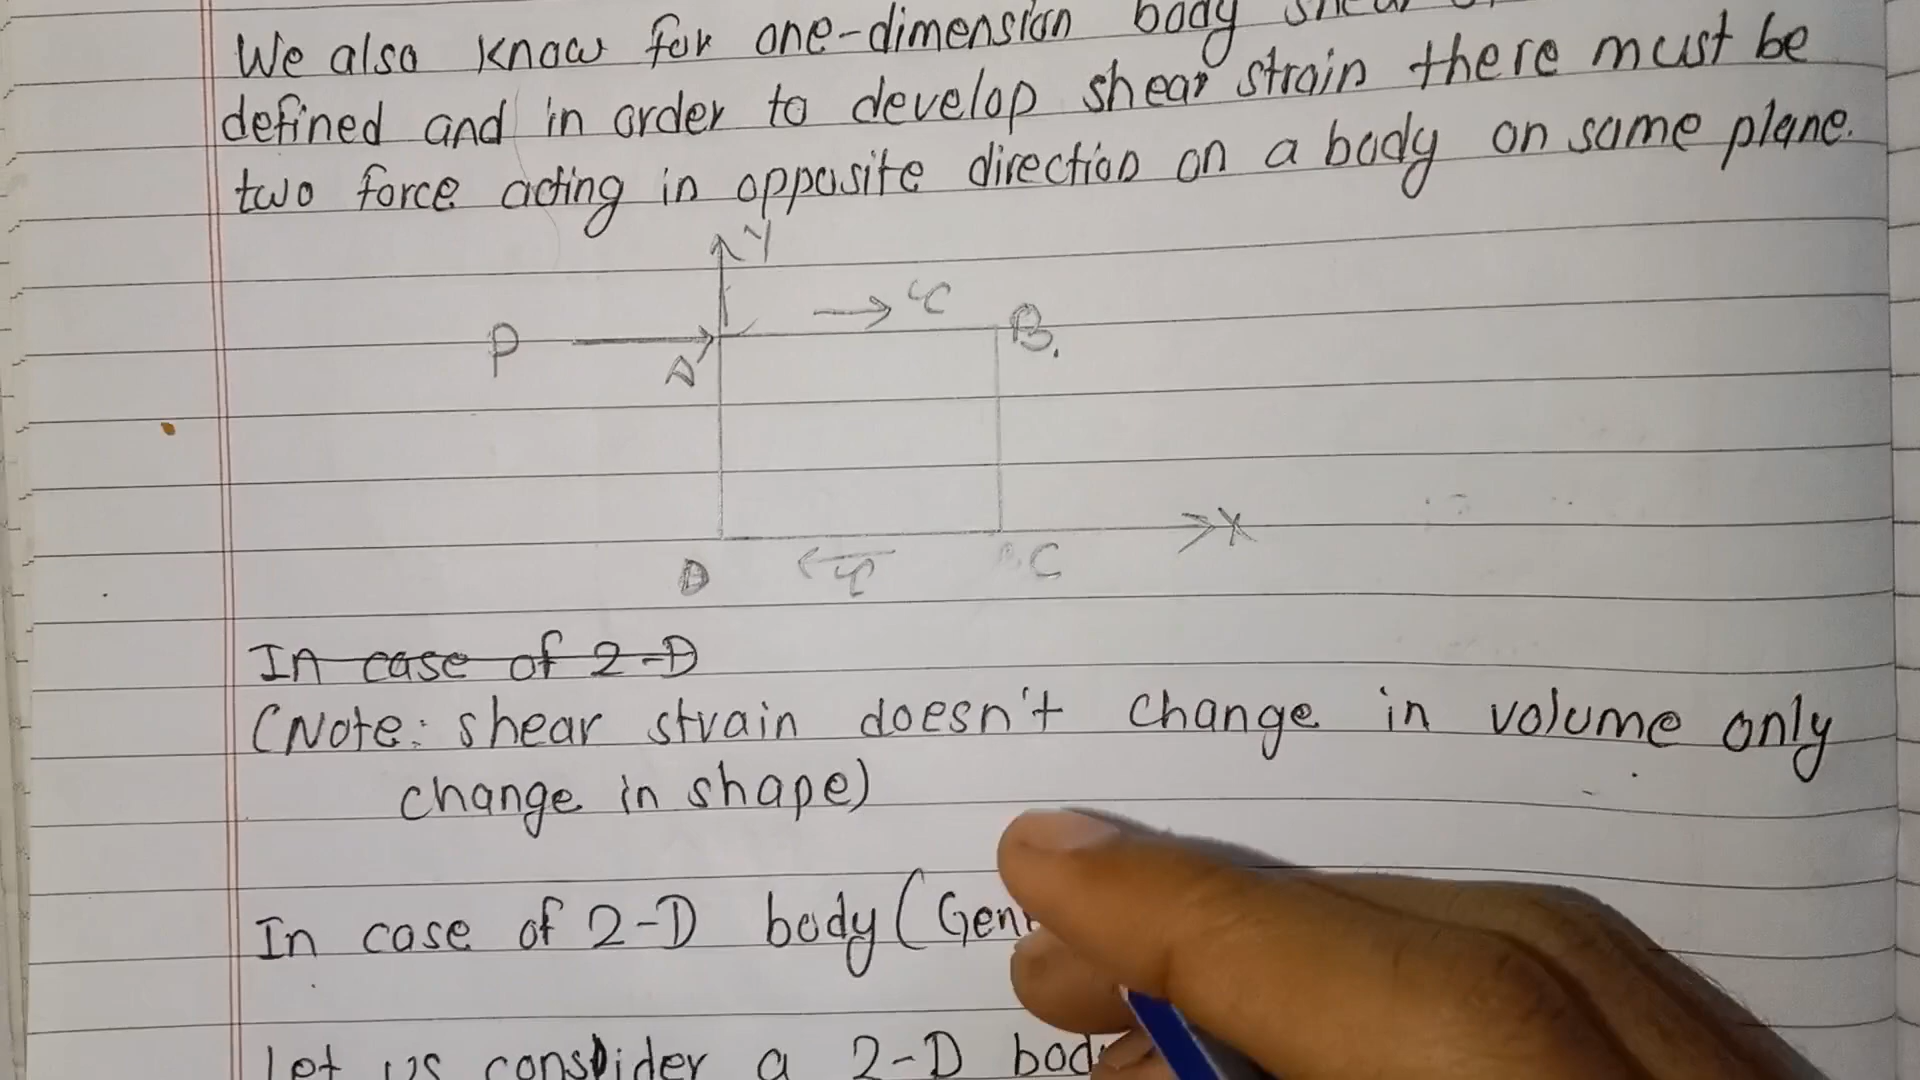 We also know for one-dimension body shear
defined and in order to develop shear strain there must be
two force acting in opposite direction on a body on same plane.
Y
τ
P
A
B.
X
D
τ
C
In case of 2-D
(Note: shear strain doesn't change in volume only
change in shape)
In case of 2-D body (Gen
Let us consider a 2-D bod